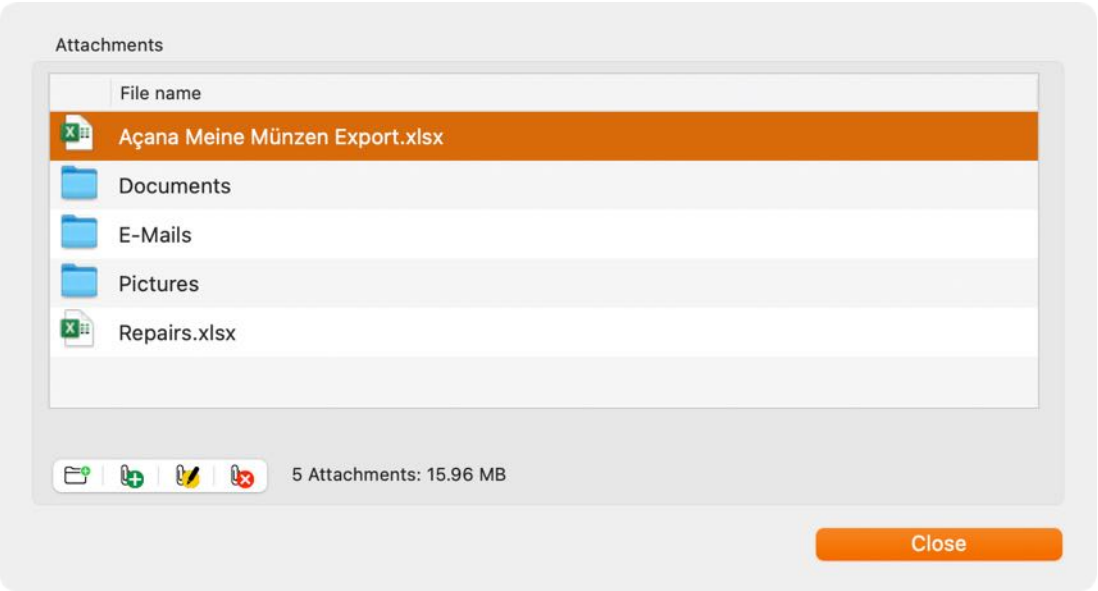 Attachments
File name
Açana Meine Münzen Export.xlsx
Documents
E-Mails
Pictures
Repairs.xlsx
5 Attachments: 15.96 MB
Close